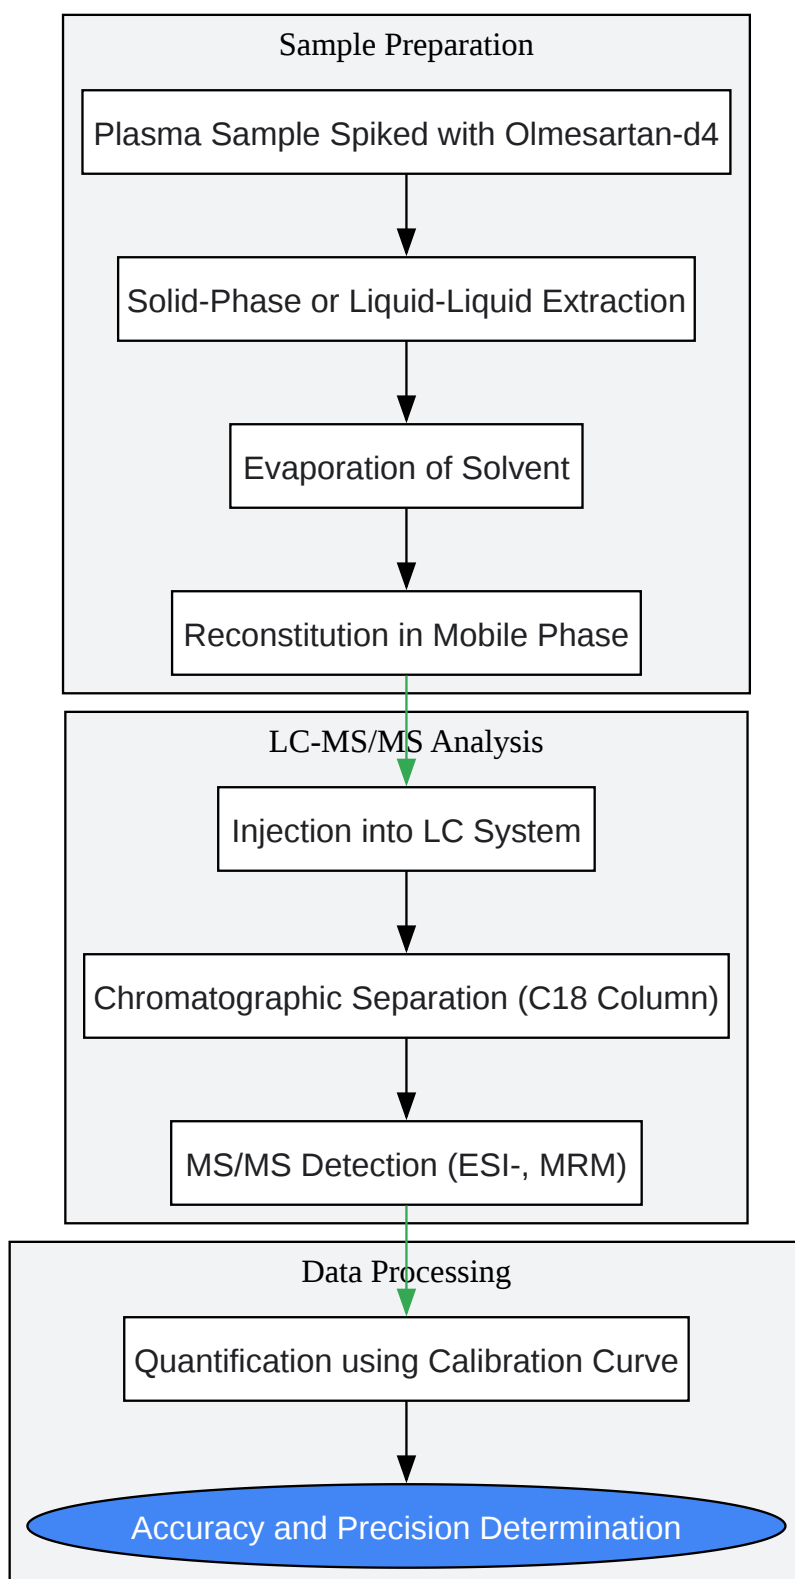 Sample Preparation
Plasma Sample Spiked with Olmesartan-d4
Solid-Phase or Liquid-Liquid Extraction
Evaporation of Solvent
Reconstitution in Mobile Phase
LC-MS/MS Analysis
Injection into LC System
Chromatographic Separation (C18 Column)
MS/MS Detection (ESI-, MRM)
Data Processing
Quantification using Calibration Curve
Accuracy and Precision Determination